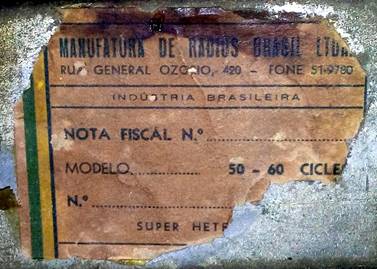 MANUFATURA DE RADIOS BRASIL LTDA
RUA GENERAL OZORIO, 420 - FONE 51-9780
INDÚSTRIA BRASILEIRA
NOTA FISCAL N.º
MODELO 50 - 60 CICLE
N.º
SUPER HETE